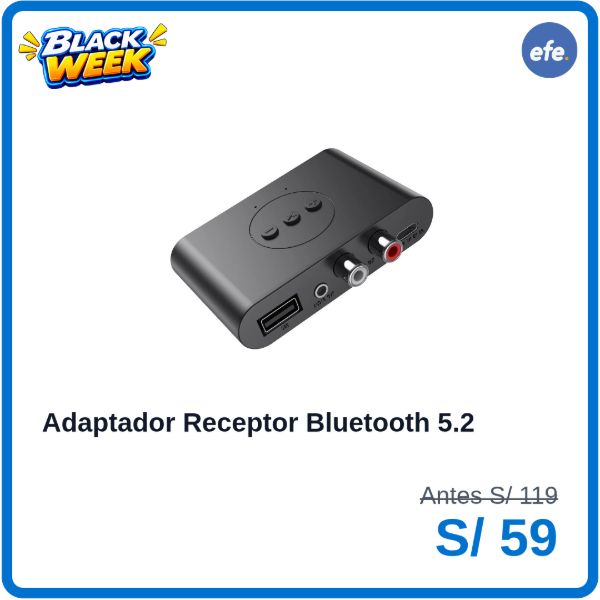 BLACK
WEEK
efe.
Adaptador Receptor Bluetooth 5.2
Antes S/ 119
S/ 59